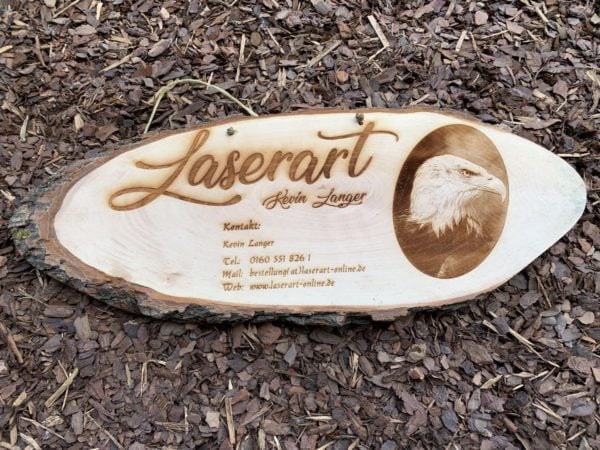 Laserart
Kevin Langer
Kontakt:
Kevin Langer
Tel.: 0160 551 826 1
Mail: bestellung(at)laserart-online.de
Web: www.laserart-online.de